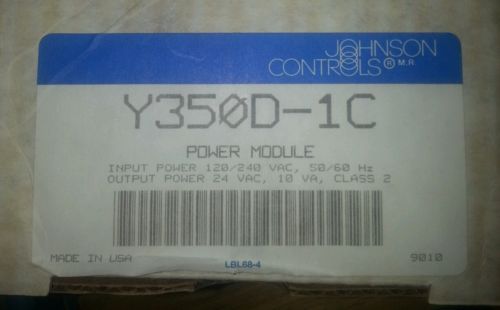 JOHNSON
CONTROLS ® M.R.
Y350D-1C
POWER MODULE
INPUT POWER 120/240 VAC, 50/60 Hz
OUTPUT POWER 24 VAC, 10 VA, CLASS 2
MADE IN USA
LBL68-4
9010